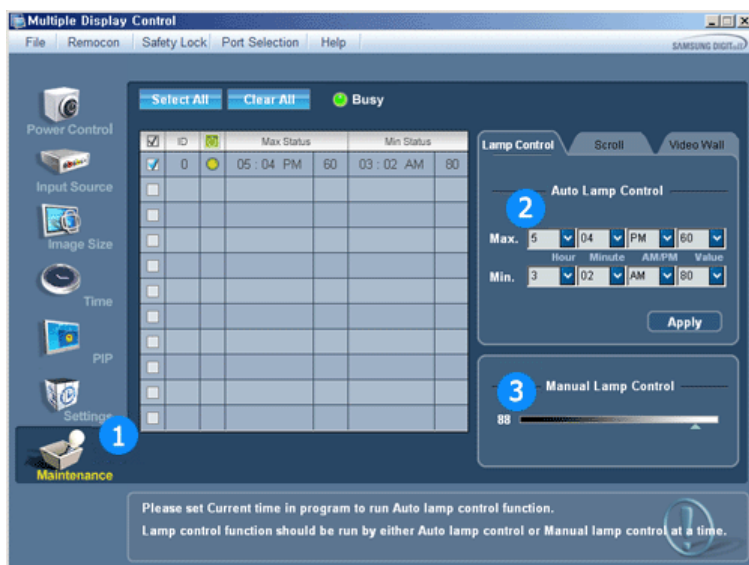 Multiple Display Control
File Remocon Safety Lock Port Selection Help
SAMSUNG DIGITall
Select All Clear All Busy
Power Control
Input Source
Image Size
Time
PIP
Settings
1
Maintenance
ID Max Status Min Status
0 05 : 04 PM 60 03 : 02 AM 80
Lamp Control Scroll Video Wall
Auto Lamp Control
2
Max. 5 04 PM 60
Hour Minute AM/PM Value
Min. 3 02 AM 80
Apply
3 Manual Lamp Control
88
Please set Current time in program to run Auto lamp control function.
Lamp control function should be run by either Auto lamp control or Manual lamp control at a time.